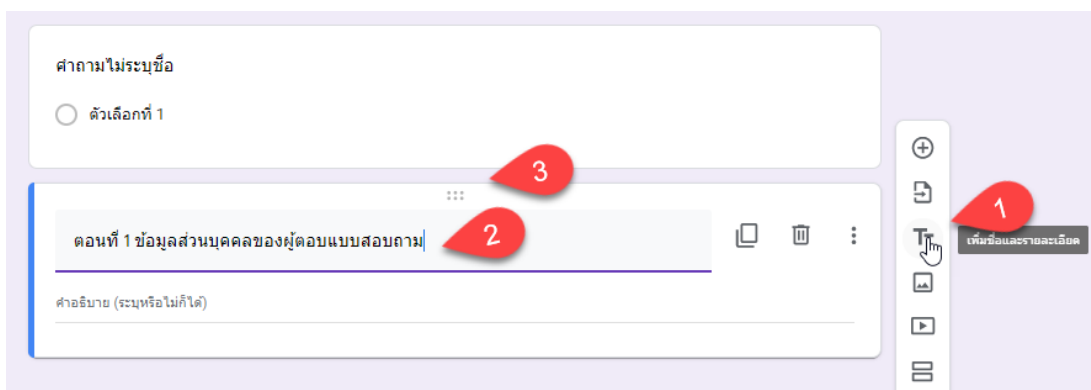 คำถามไม่ระบุชื่อ
ตัวเลือกที่ 1
3
1
ตอนที่ 1 ข้อมูลส่วนบุคคลของผู้ตอบแบบสอบถาม
2
Tт
เพิ่มชื่อและรายละเอียด
คำอธิบาย (ระบุหรือไม่ก็ได้)